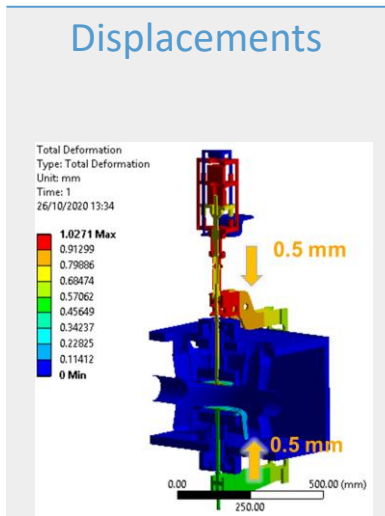 Displacements
Total Deformation
Type: Total Deformation
Unit: mm
Time: 1
26/10/2020 13:34
1.0271 Max
0.91299
0.79886
0.68474
0.57062
0.45649
0.34237
0.22825
0.11412
0 Min
0.5 mm
0.5 mm
0.00
500.00 (mm)
250.00